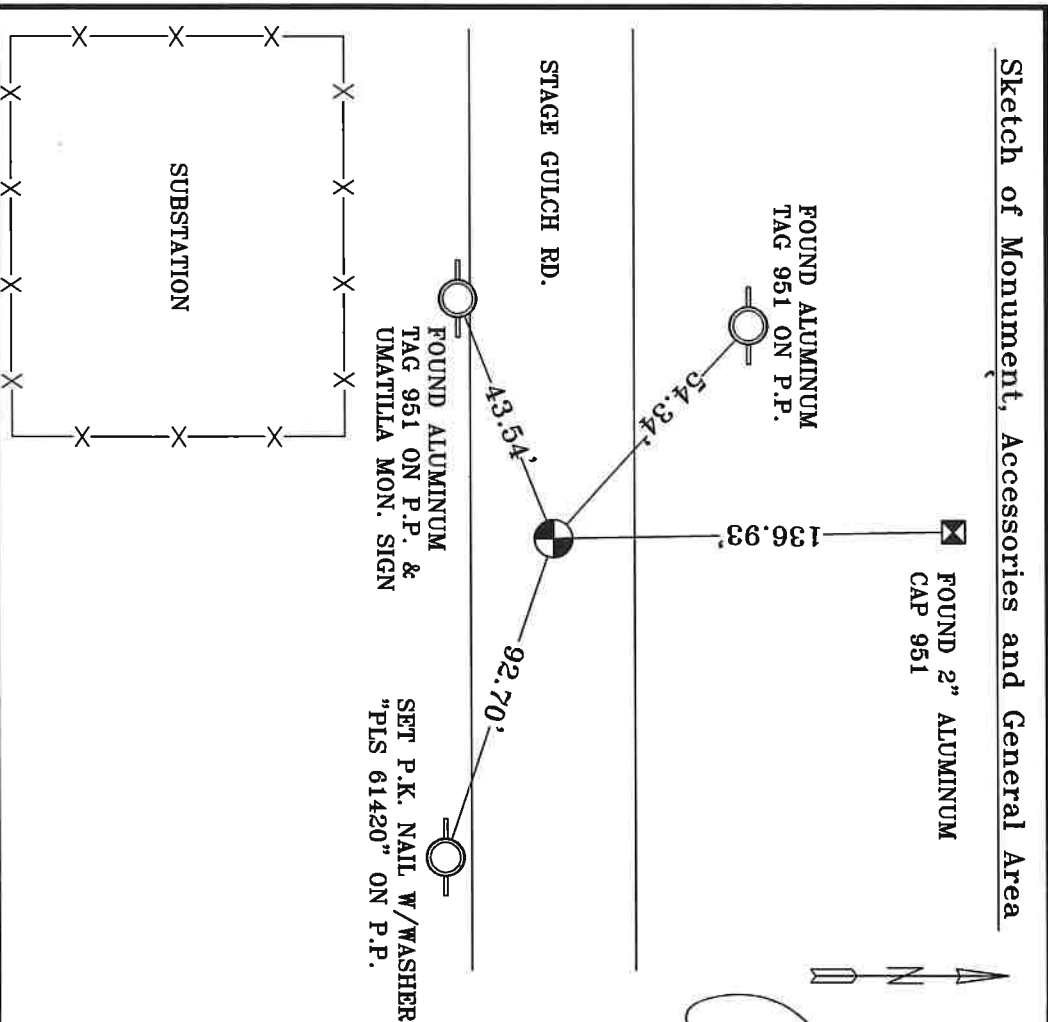 Sketch of Monument, Accessories and General Area
FOUND 2" ALUMINUM
CAP 951
N
FOUND ALUMINUM
TAG 951 ON P.P.
54.34'
136.93'
STAGE GULCH RD.
43.54'
92.70'
FOUND ALUMINUM
TAG 951 ON P.P. &
UMATILLA MON. SIGN
SET P.K. NAIL W/WASHER
"PLS 61420" ON P.P.
SUBSTATION